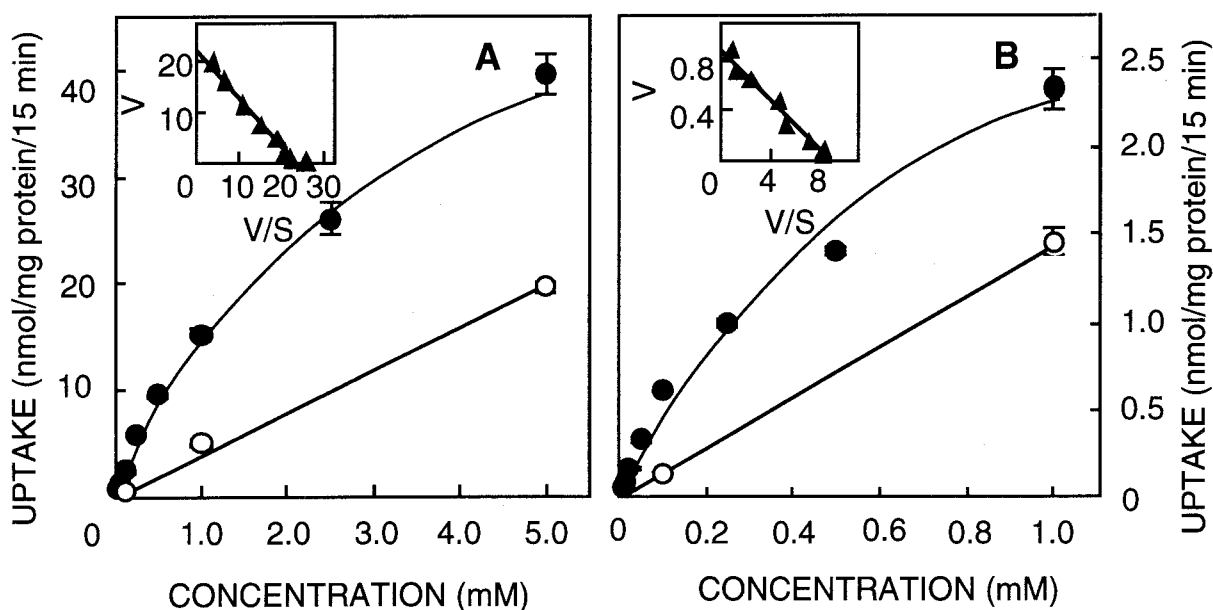 A
UPTAKE (nmol/mg protein/15 min)
40
30
20
10
0
1.0 2.0 3.0 4.0 5.0
CONCENTRATION (mM)
V
20
10
0 10 20 30
V/S
B
UPTAKE (nmol/mg protein/15 min)
2.5
2.0
1.5
1.0
0.5
0
0 0.2 0.4 0.6 0.8 1.0
CONCENTRATION (mM)
V
0.8
0.4
0 4 8
V/S